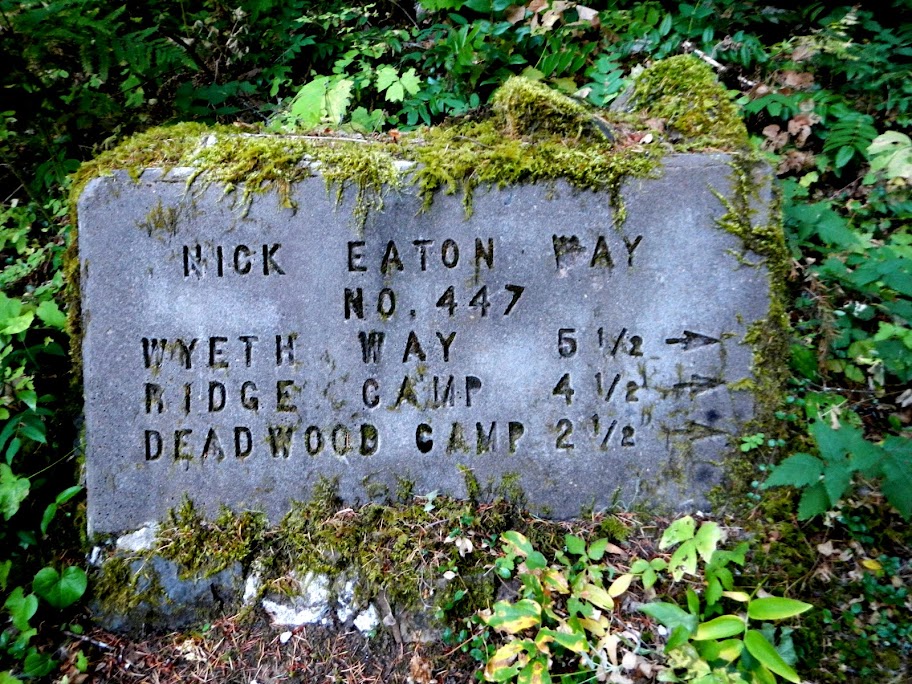 NICK EATON WAY
NO. 447
WYETH WAY 5 1/2 →
RIDGE CAMP 4 1/2 →
DEADWOOD CAMP 2 1/2 →